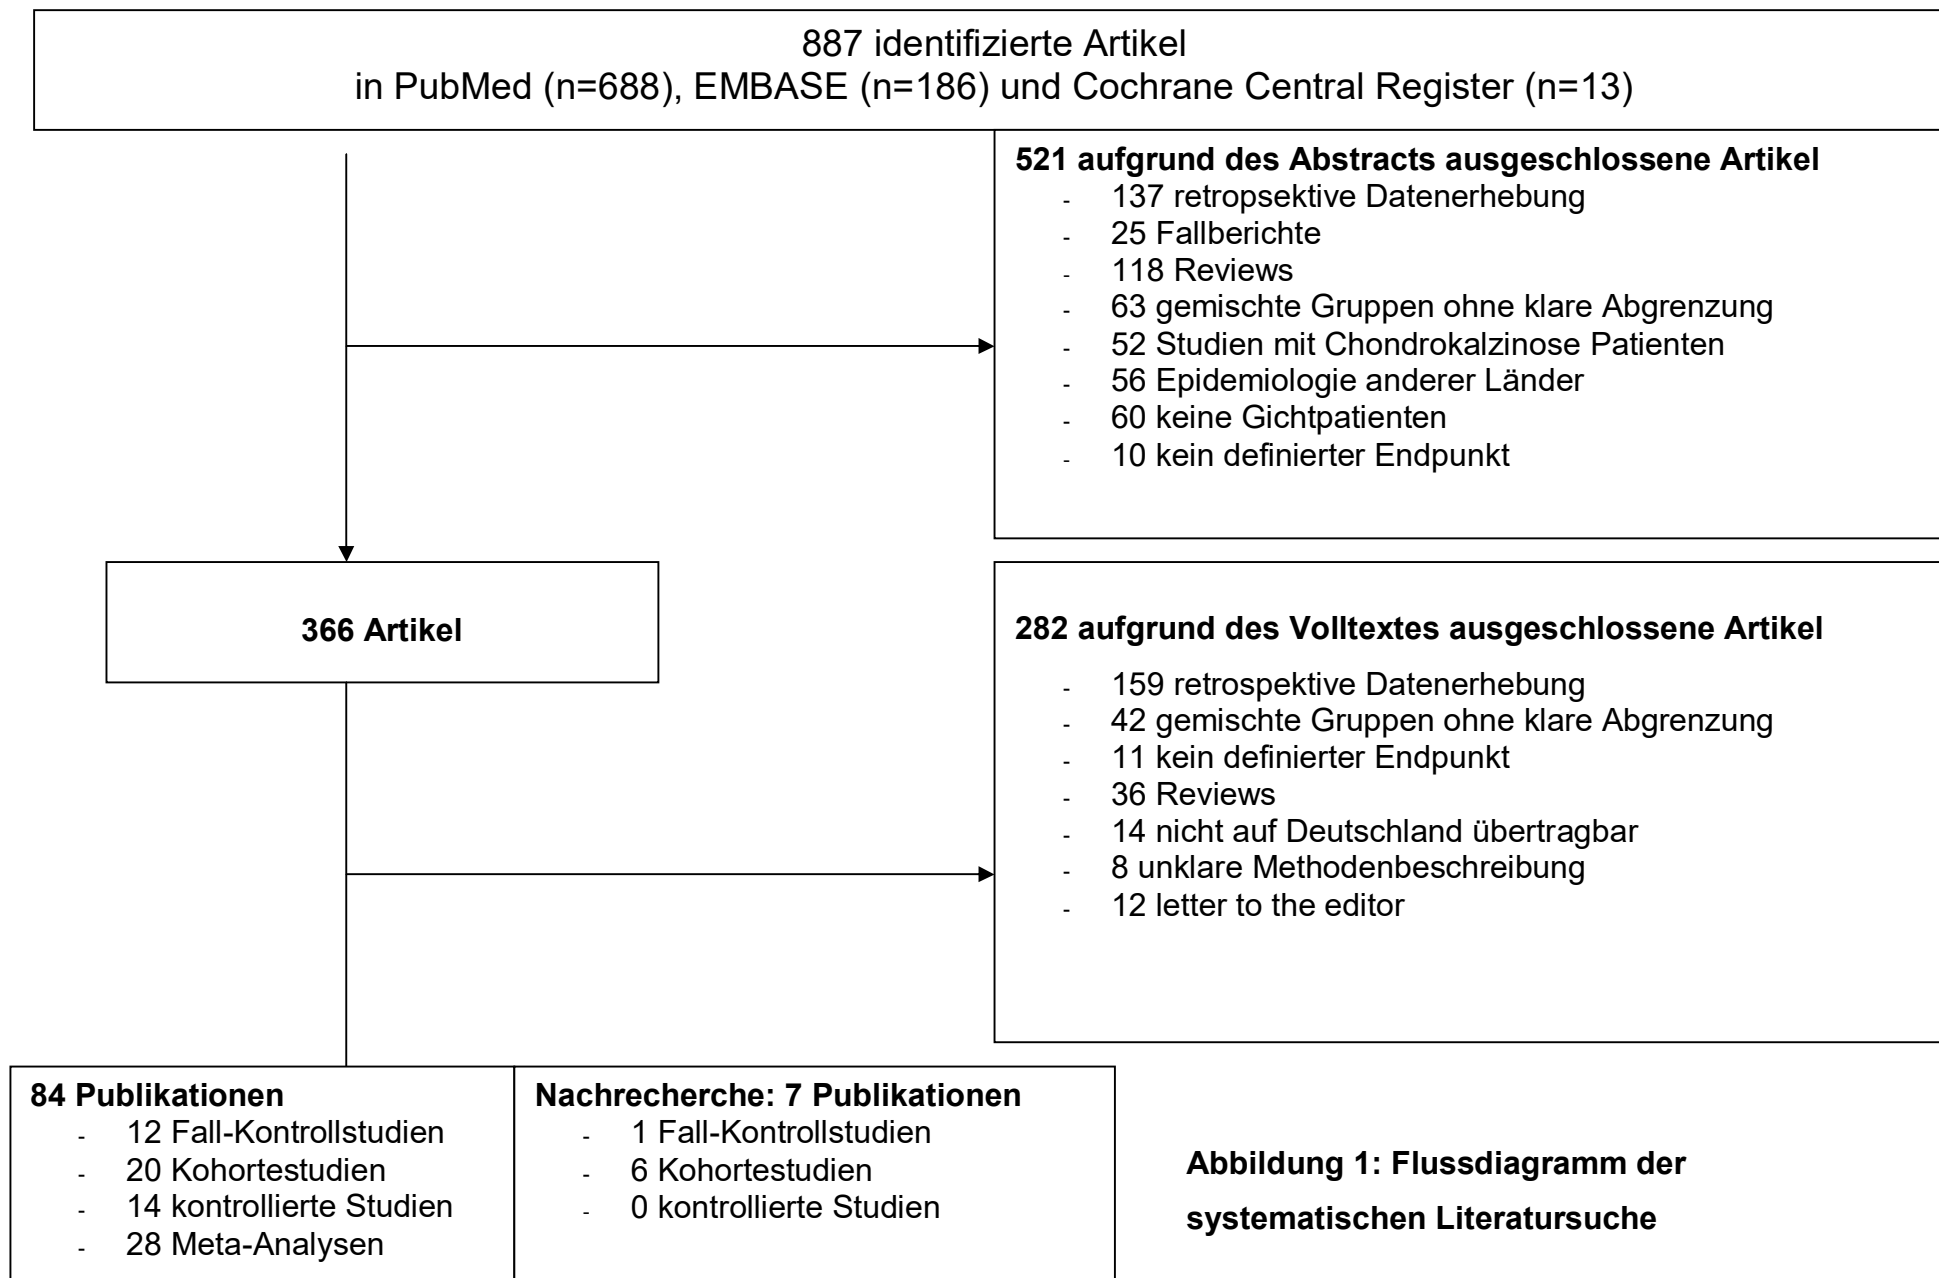 887 identifizierte Artikel
in PubMed (n=688), EMBASE (n=186) und Cochrane Central Register (n=13)
521 aufgrund des Abstracts ausgeschlossene Artikel
- 137 retropsektive Datenerhebung
- 25 Fallberichte
- 118 Reviews
- 63 gemischte Gruppen ohne klare Abgrenzung
- 52 Studien mit Chondrokalzinose Patienten
- 56 Epidemiologie anderer Länder
- 60 keine Gichtpatienten
- 10 kein definierter Endpunkt
366 Artikel
282 aufgrund des Volltextes ausgeschlossene Artikel
- 159 retrospektive Datenerhebung
- 42 gemischte Gruppen ohne klare Abgrenzung
- 11 kein definierter Endpunkt
- 36 Reviews
- 14 nicht auf Deutschland übertragbar
- 8 unklare Methodenbeschreibung
- 12 letter to the editor
84 Publikationen
- 12 Fall-Kontrollstudien
- 20 Kohortestudien
- 14 kontrollierte Studien
- 28 Meta-Analysen
Nachrecherche: 7 Publikationen
- 1 Fall-Kontrollstudien
- 6 Kohortestudien
- 0 kontrollierte Studien
Abbildung 1: Flussdiagramm der
systematischen Literatursuche